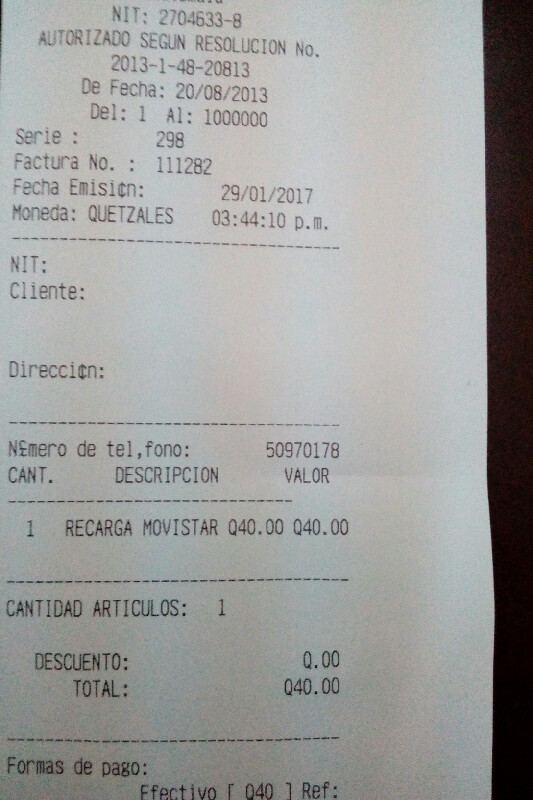 NIT: 2704633-8
AUTORIZADO SEGUN RESOLUCION No.
2013-1-48-20813
De Fecha: 20/08/2013
Del: 1 Al: 1000000
Serie : 298
Factura No. : 111282
Fecha Emisi¢n: 29/01/2017
Moneda: QUETZALES 03:44:10 p.m.
NIT:
Cliente:
Direcci¢n:
N£mero de tel,fono: 50970178
CANT. DESCRIPCION VALOR
1 RECARGA MOVISTAR Q40.00 Q40.00
CANTIDAD ARTICULOS: 1
DESCUENTO: Q.00
TOTAL: Q40.00
Formas de pago:
Efectivo [ Q40 ] Ref: